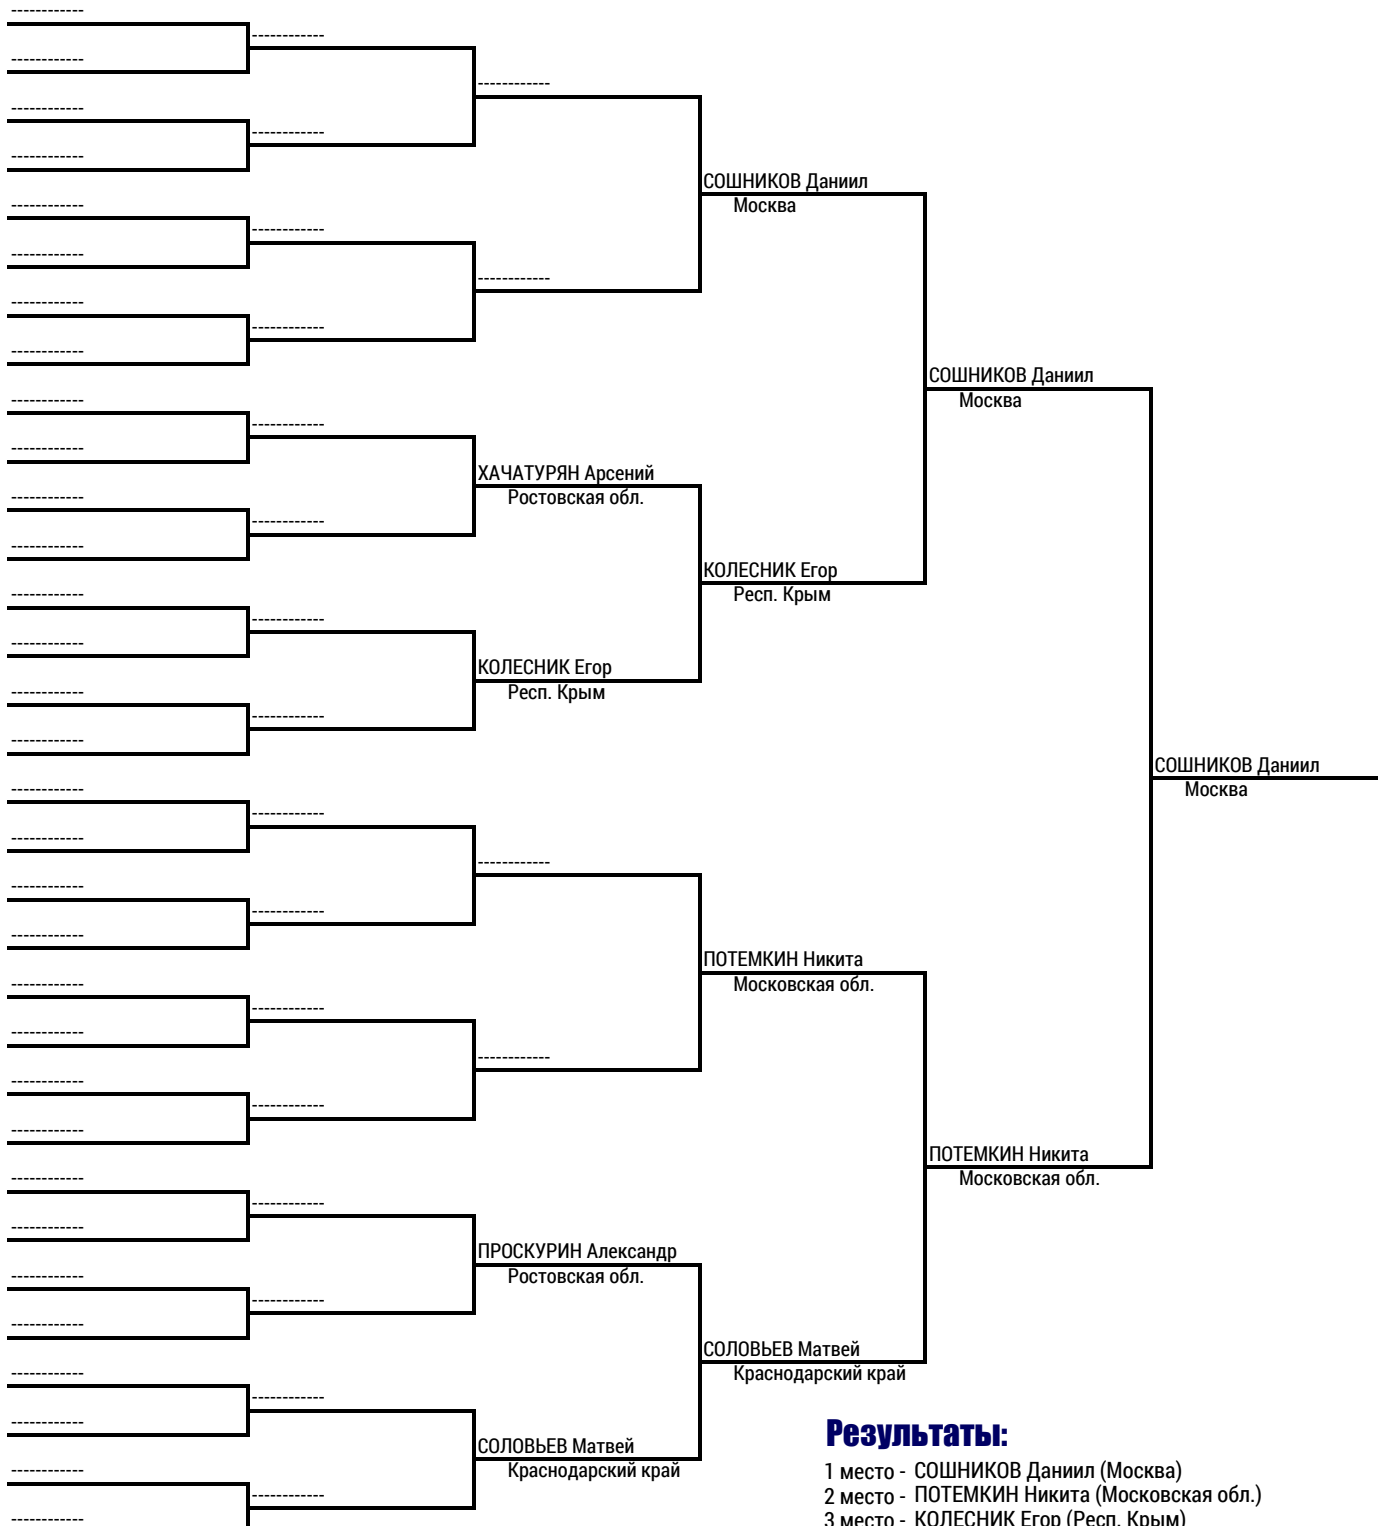 ------------
------------
------------
------------
------------
------------
------------
------------
------------
------------
СОШНИКОВ Даниил
Москва
------------
------------
------------
------------
------------
------------
------------
СОШНИКОВ Даниил
Москва
------------
------------
------------
ХАЧАТУРЯН Арсений
Ростовская обл.
------------
------------
------------
КОЛЕСНИК Егор
Респ. Крым
------------
------------
------------
КОЛЕСНИК Егор
Респ. Крым
------------
------------
------------
СОШНИКОВ Даниил
Москва
------------
------------
------------
------------
------------
------------
------------
ПОТЕМКИН Никита
Московская обл.
------------
------------
------------
------------
------------
------------
------------
ПОТЕМКИН Никита
Московская обл.
------------
------------
------------
ПРОСКУРИН Александр
Ростовская обл.
------------
------------
------------
СОЛОВЬЕВ Матвей
Краснодарский край
------------
------------
------------
СОЛОВЬЕВ Матвей
Краснодарский край
------------
------------
------------
Результаты:
1 место - СОШНИКОВ Даниил (Москва)
2 место - ПОТЕМКИН Никита (Московская обл.)
3 место - КОЛЕСНИК Егор (Респ. Крым)